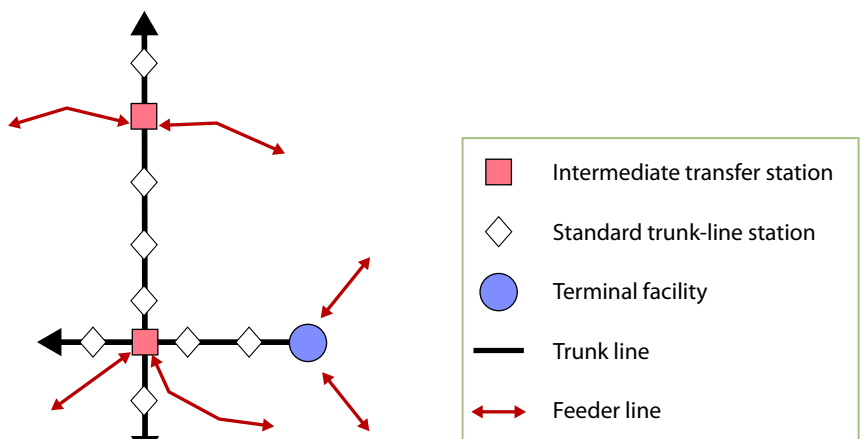 Intermediate transfer station
Standard trunk-line station
Terminal facility
Trunk line
Feeder line